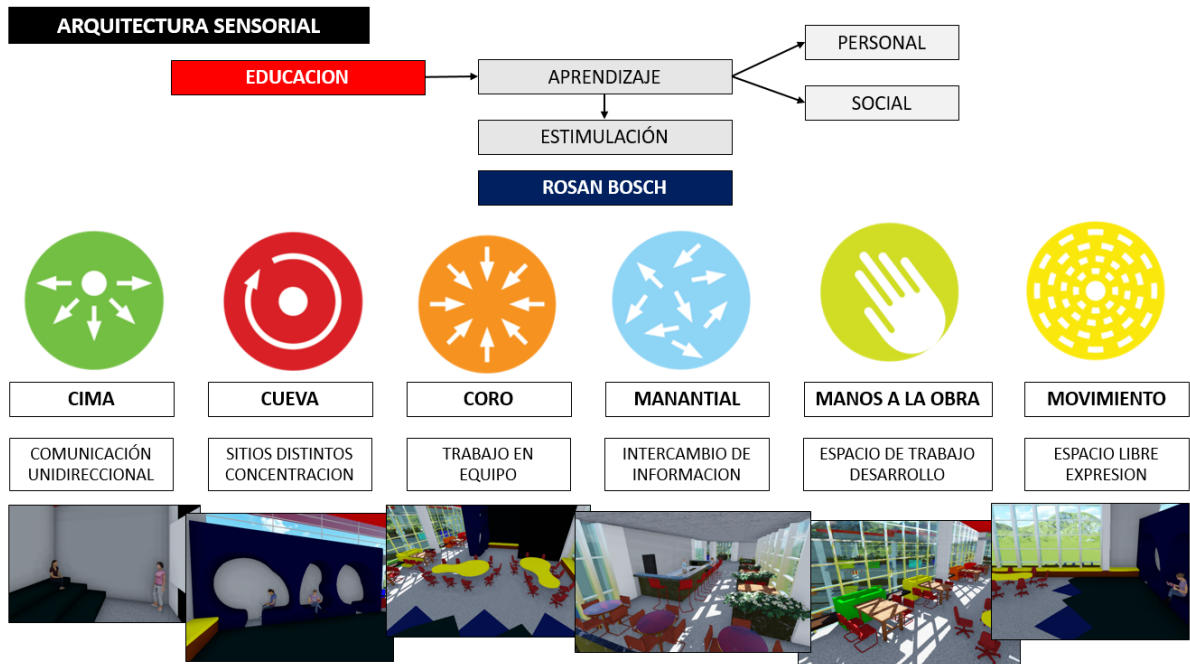 ARQUITECTURA SENSORIAL
EDUCACION
APRENDIZAJE
PERSONAL
SOCIAL
ESTIMULACIÓN
ROSAN BOSCH
CIMA
CUEVA
CORO
MANANTIAL
MANOS A LA OBRA
MOVIMIENTO
COMUNICACIÓN
UNIDIRECCIONAL
SITIOS DISTINTOS
CONCENTRACION
TRABAJO EN
EQUIPO
INTERCAMBIO DE
INFORMACION
ESPACIO DE TRABAJO
DESARROLLO
ESPACIO LIBRE
EXPRESION